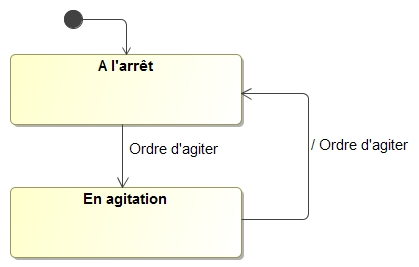 A l'arrêt
Ordre d'agiter
/ Ordre d'agiter
En agitation